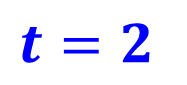 t = 2